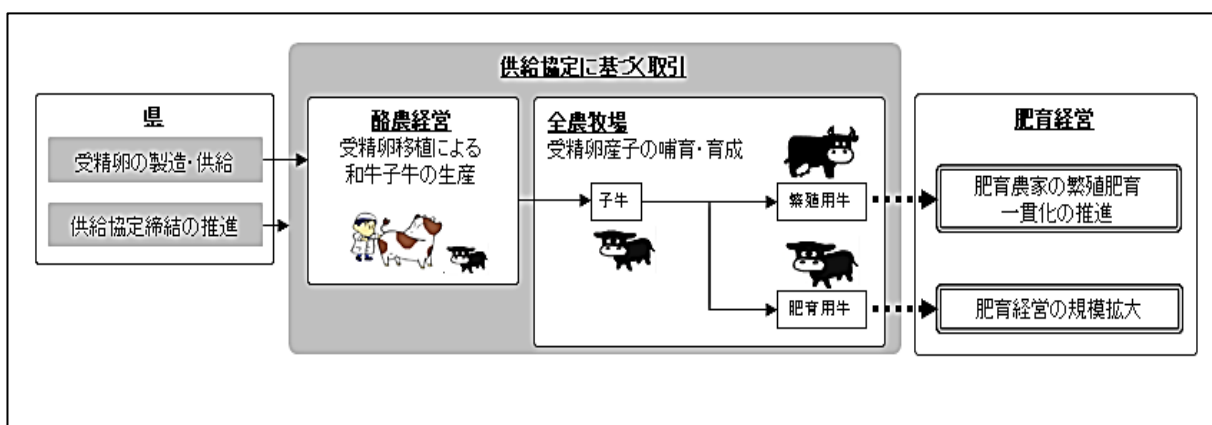 供給協定に基づく取引
県
受精卵の製造・供給
供給協定締結の推進
酪農経営
受精卵移植による
和牛子牛の生産
全農牧場
受精卵産子の哺育・育成
子牛
繁殖用牛
肥育用牛
肥育経営
肥育農家の繁殖肥育
一貫化の推進
肥育経営の規模拡大